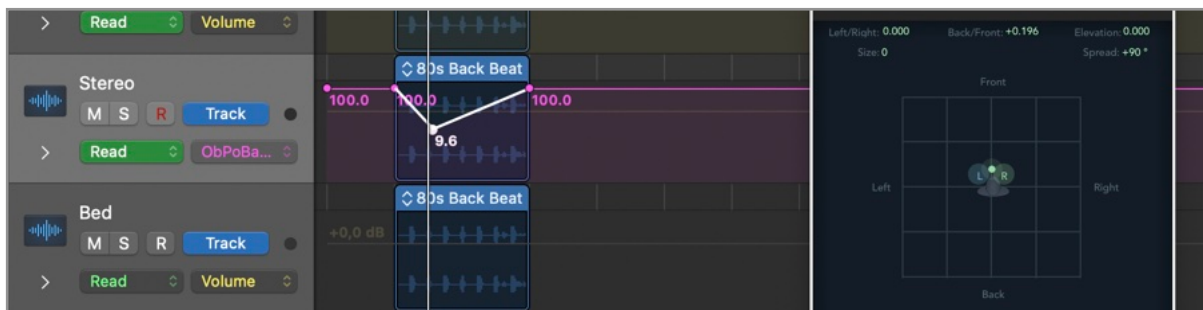 Read Volume
80s Back Beat
Stereo
M S R Track
Read ObPoBa...
100.0 100.0 100.0
9.6
80s Back Beat
Bed
M S R Track
+0,0 dB
Read Volume
Left/Right: 0.000 Back/Front: +0.196 Elevation: 0.000
Size: 0 Spread: +90 °
Front
Left L R Right
Back